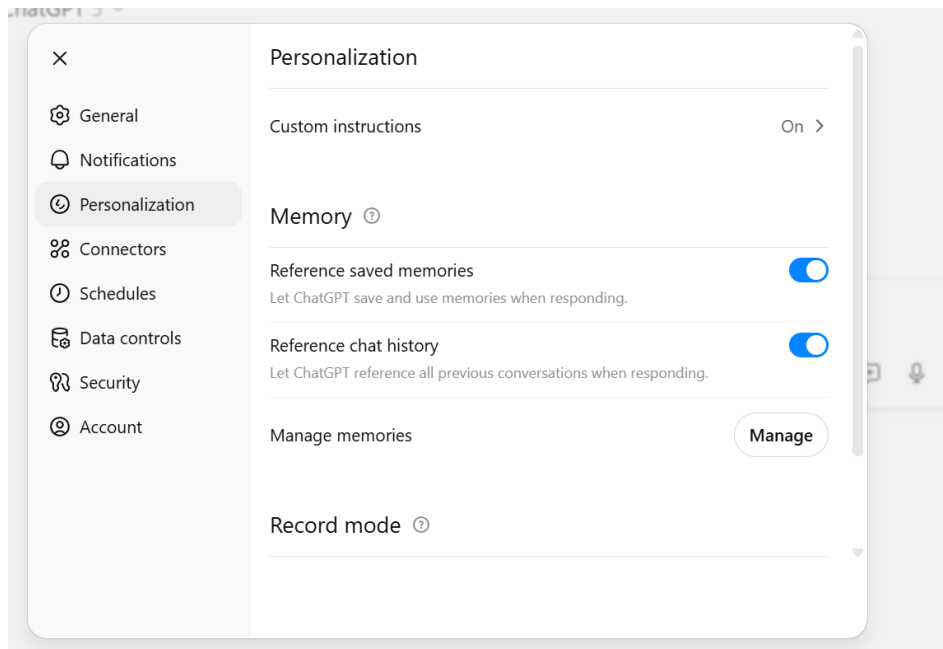 ChatGPT 5
Personalization
General
Notifications
Personalization
Connectors
Schedules
Data controls
Security
Account
Custom instructions On
Memory
Reference saved memories
Let ChatGPT save and use memories when responding.
Reference chat history
Let ChatGPT reference all previous conversations when responding.
Manage memories Manage
Record mode